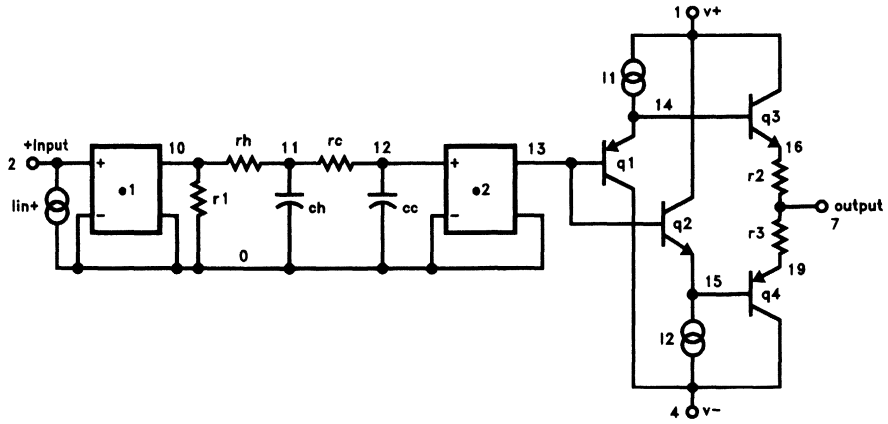 1 v+
I1
14
q3
+Input
10
rh
11
rc
12
13
q1
16
2
+
e1
r1
ch
cc
+
e2
r2
output
7
Iin+
−
−
q2
r3
19
0
15
q4
I2
4 v−